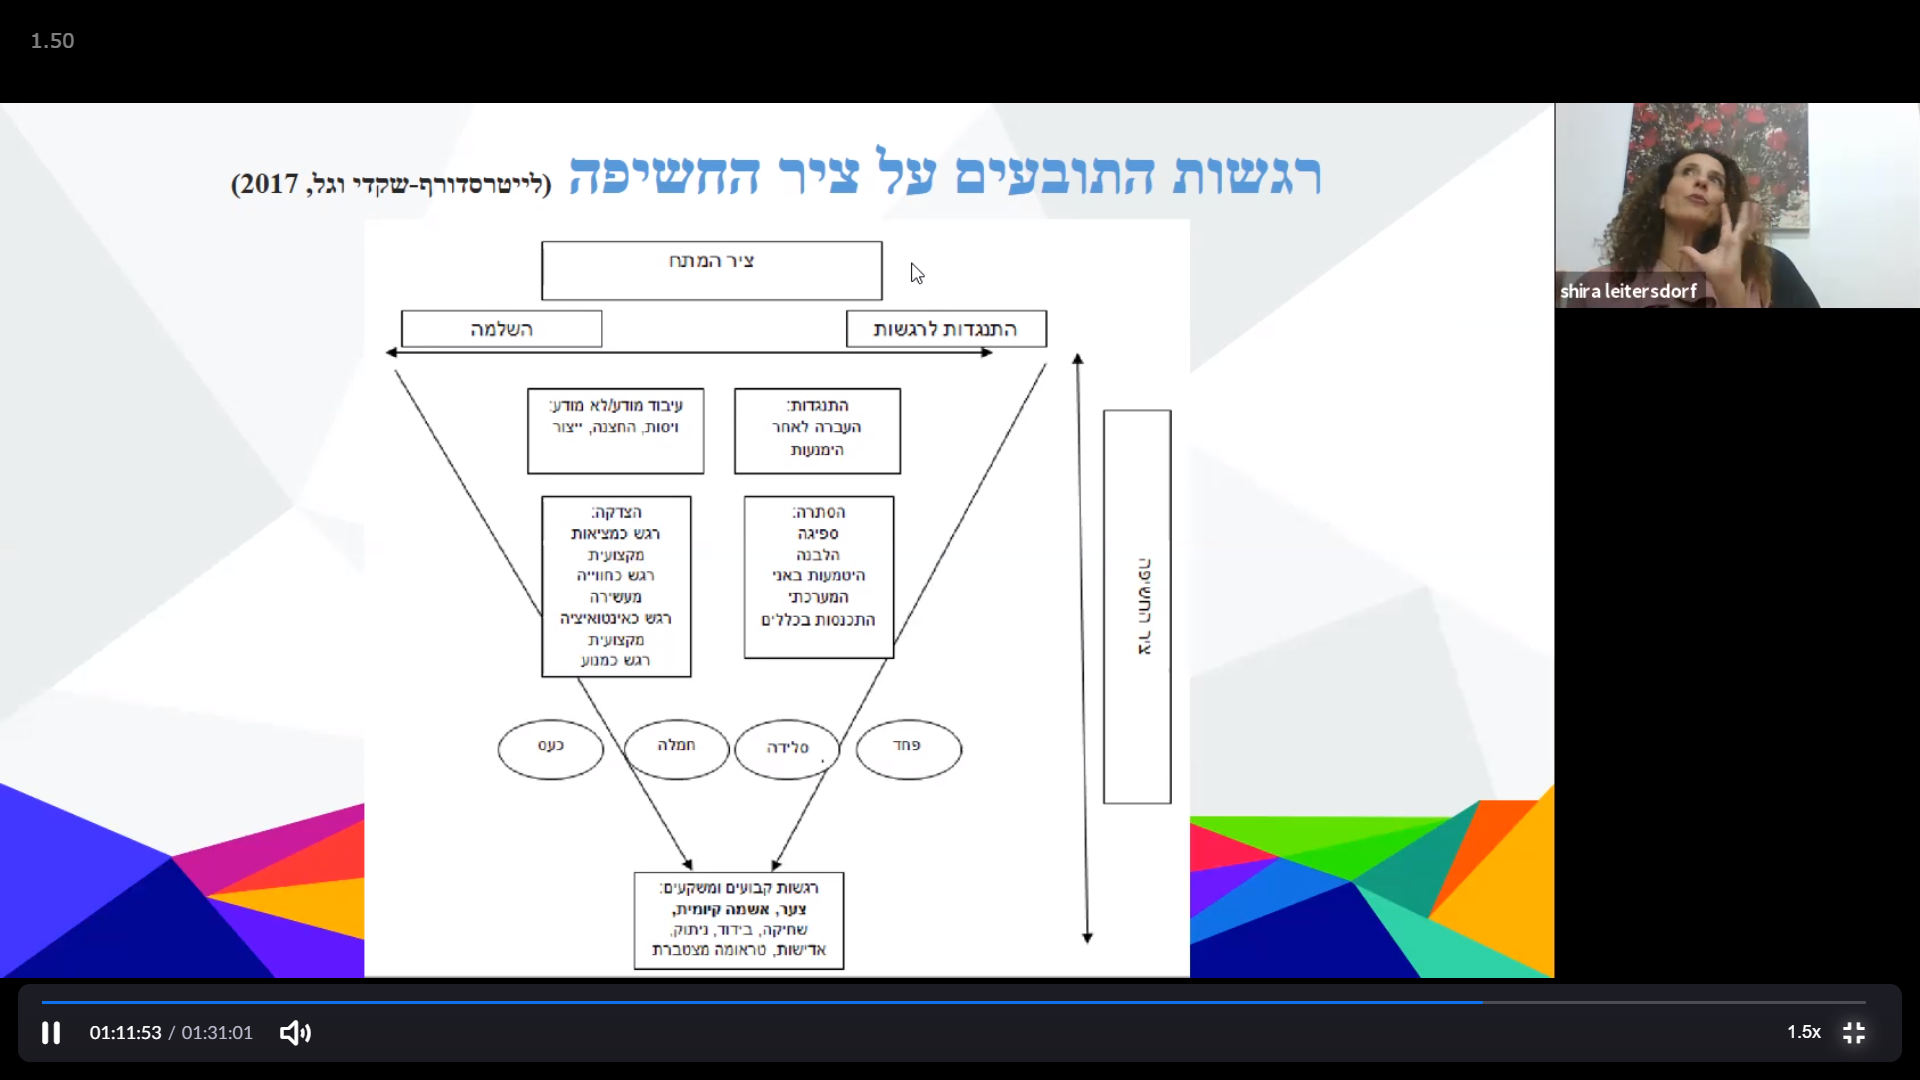 1.50
רגשות התובעים על ציר החשיפה (לייטרסדורף-שקדי וגל, 2017)
shira leitersdorf
ציר המתח
התנגדות לרגשות
השלמה
התנגדות:
העברה לאחר
הימנעות
עיבוד מודע/לא מודע:
ויסות, החצנה, ייצור
הסתרה:
ספיגה
הלבנה
היטמעות באני
המערכתי
התכנסות בכללים
הצדקה:
רגש כמציאות
מקצועית
רגש כחווייה
מעשירה
רגש כאינטואיציה
מקצועית
רגש כמנוע
ציר החשיפה
פחד
סלידה
חמלה
כעס
רגשות קבועים ומשקעים:
צער, אשמה קיומית,
שחיקה, בידוד, ניתוק,
אדישות, טראומה מצטברת
01:11:53 / 01:31:01
1.5x